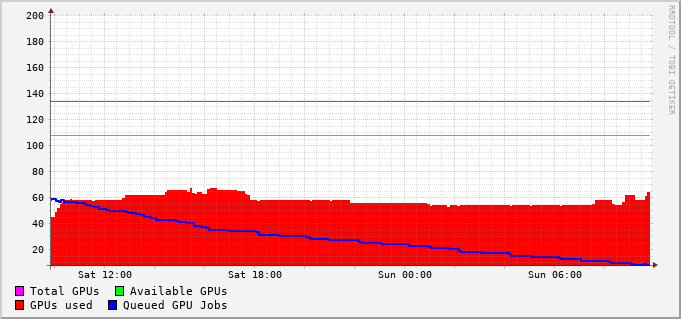 200
180
160
140
120
100
80
60
40
20
Sat 12:00 Sat 18:00 Sun 00:00 Sun 06:00
Total GPUs Available GPUs
GPUs used Queued GPU Jobs
RRDTOOL / TOBI OETIKER